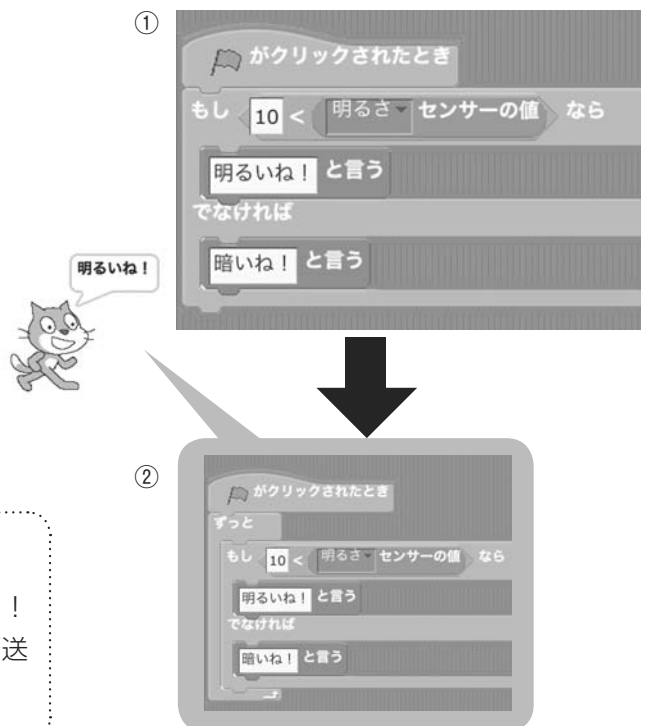 ①
がクリックされたとき
もし 10 < 明るさ センサーの値 なら
明るいね！ と言う
でなければ
暗いね！ と言う
明るいね！
②
がクリックされたとき
ずっと
もし 10 < 明るさ センサーの値 なら
明るいね！ と言う
でなければ
暗いね！ と言う
！
送